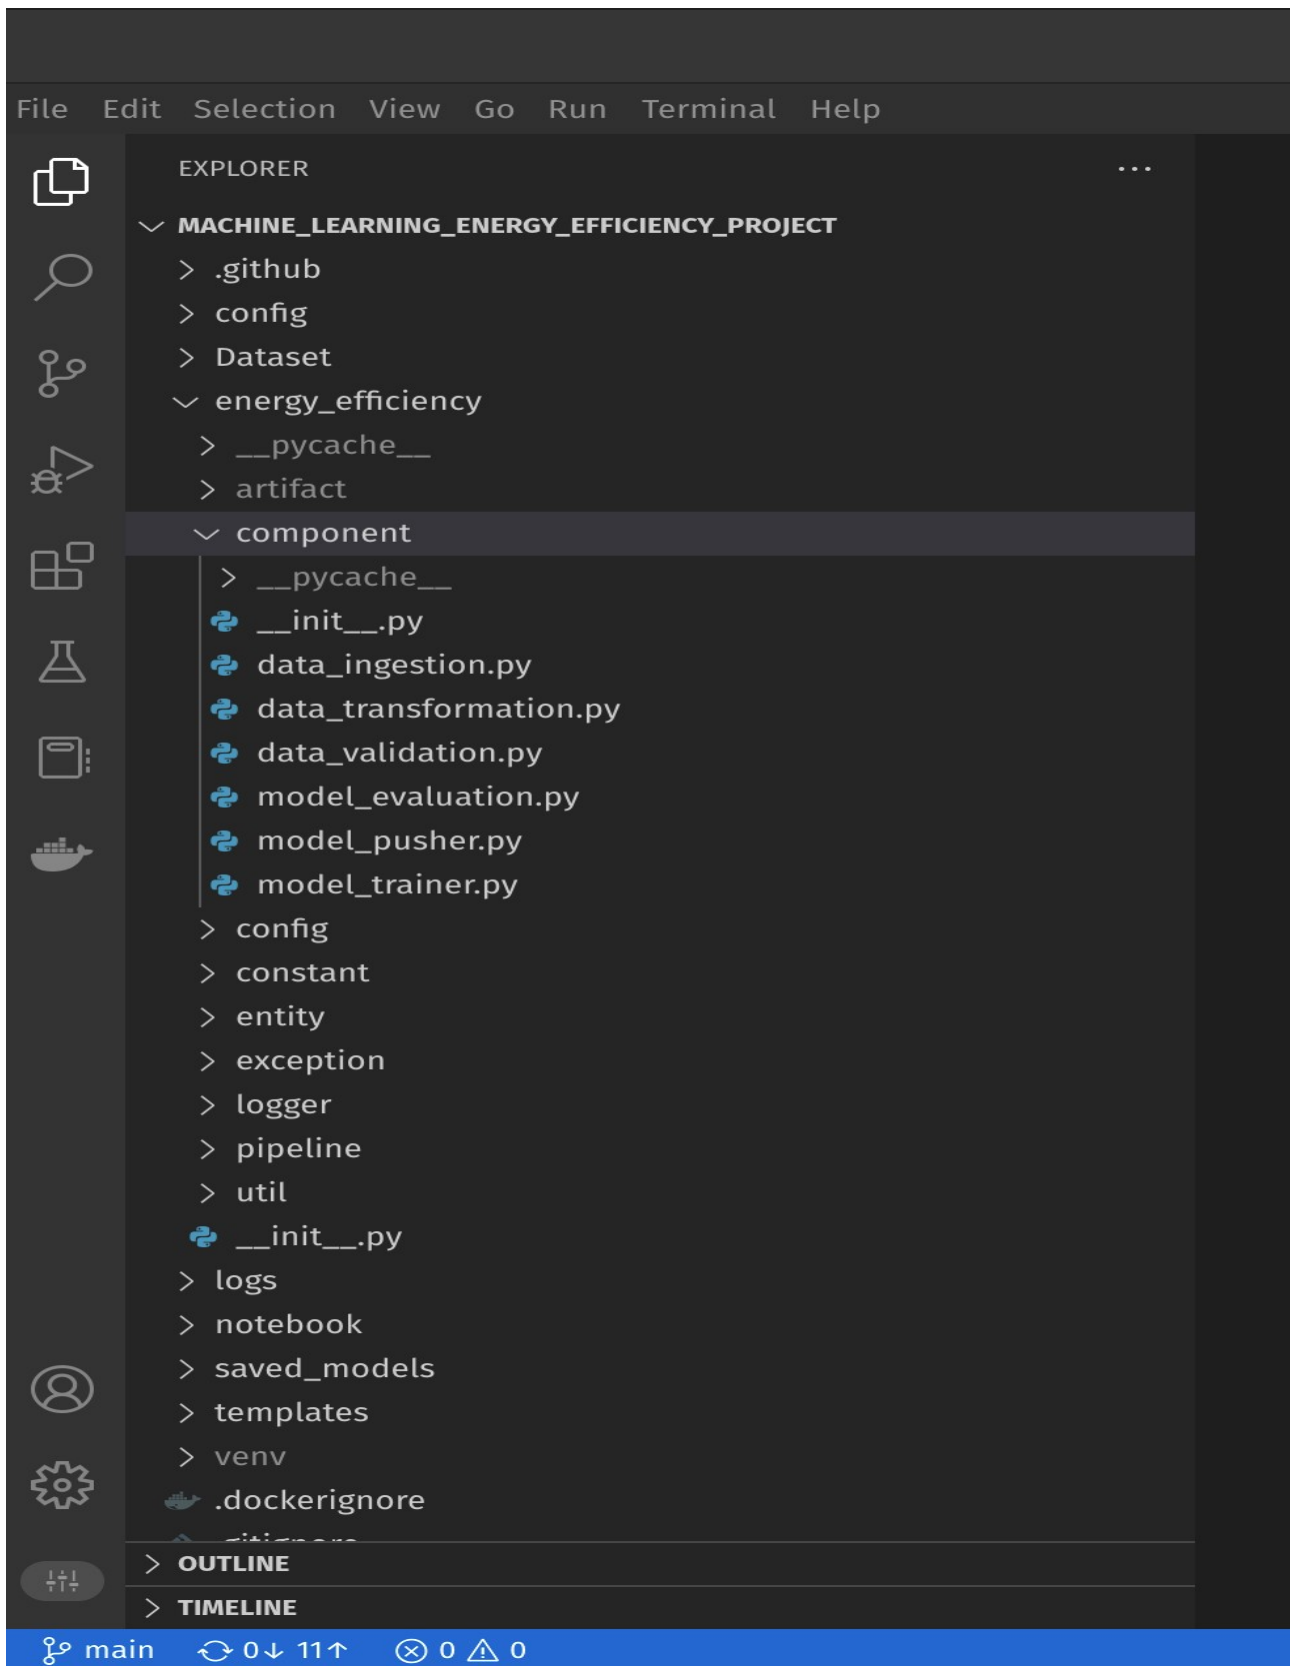 File Edit Selection View Go Run Terminal Help
EXPLORER
MACHINE_LEARNING_ENERGY_EFFICIENCY_PROJECT
.github
config
Dataset
energy_efficiency
__pycache__
artifact
component
__pycache__
__init__.py
data_ingestion.py
data_transformation.py
data_validation.py
model_evaluation.py
model_pusher.py
model_trainer.py
config
constant
entity
exception
logger
pipeline
util
__init__.py
logs
notebook
saved_models
templates
venv
.dockerignore
.gitignore
OUTLINE
TIMELINE
main 0↓ 11↑ 0 0